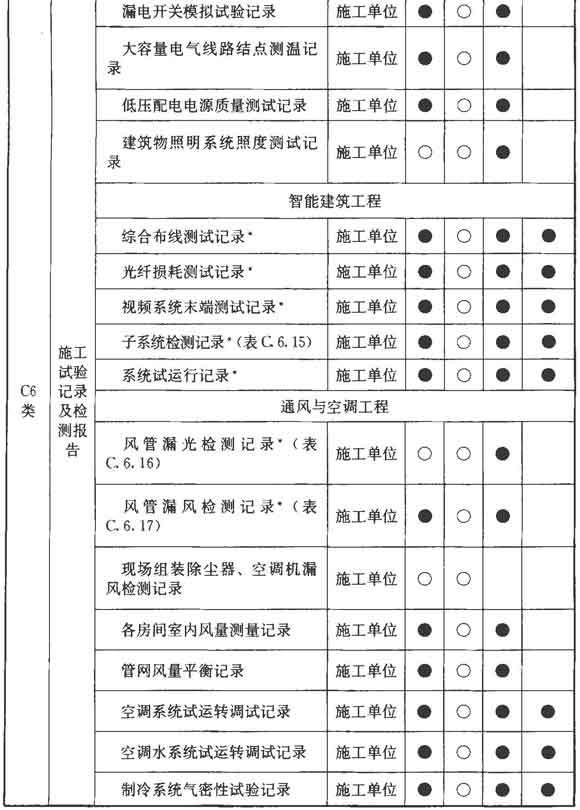 漏电开关模拟试验记录 施工单位 ● ○ ●
大容量电气线路结点测温记
录 施工单位 ● ○ ●
低压配电电源质量测试记录 施工单位 ● ○ ●
建筑物照明系统照度测试记
录 施工单位 ○ ○ ●
智能建筑工程
综合布线测试记录* 施工单位 ● ○ ● ●
光纤损耗测试记录* 施工单位 ● ○ ● ●
视频系统末端测试记录* 施工单位 ● ○ ● ●
子系统检测记录*(表C.6.15) 施工单位 ● ○ ● ●
系统试运行记录* 施工单位 ● ○ ● ●
C6
类
施工
试验
记录
及检
测报
告
通风与空调工程
风管漏光检测记录*(表
C.6.16) 施工单位 ○ ○ ●
风管漏风检测记录*(表
C.6.17) 施工单位 ● ○ ●
现场组装除尘器、空调机漏
风检测记录 施工单位 ○ ○
各房间室内风量测量记录 施工单位 ● ○ ●
管网风量平衡记录 施工单位 ● ○ ●
空调系统试运转调试记录 施工单位 ● ○ ● ●
空调水系统试运转调试记录 施工单位 ● ○ ● ●
制冷系统气密性试验记录 施工单位 ● ○ ● ●